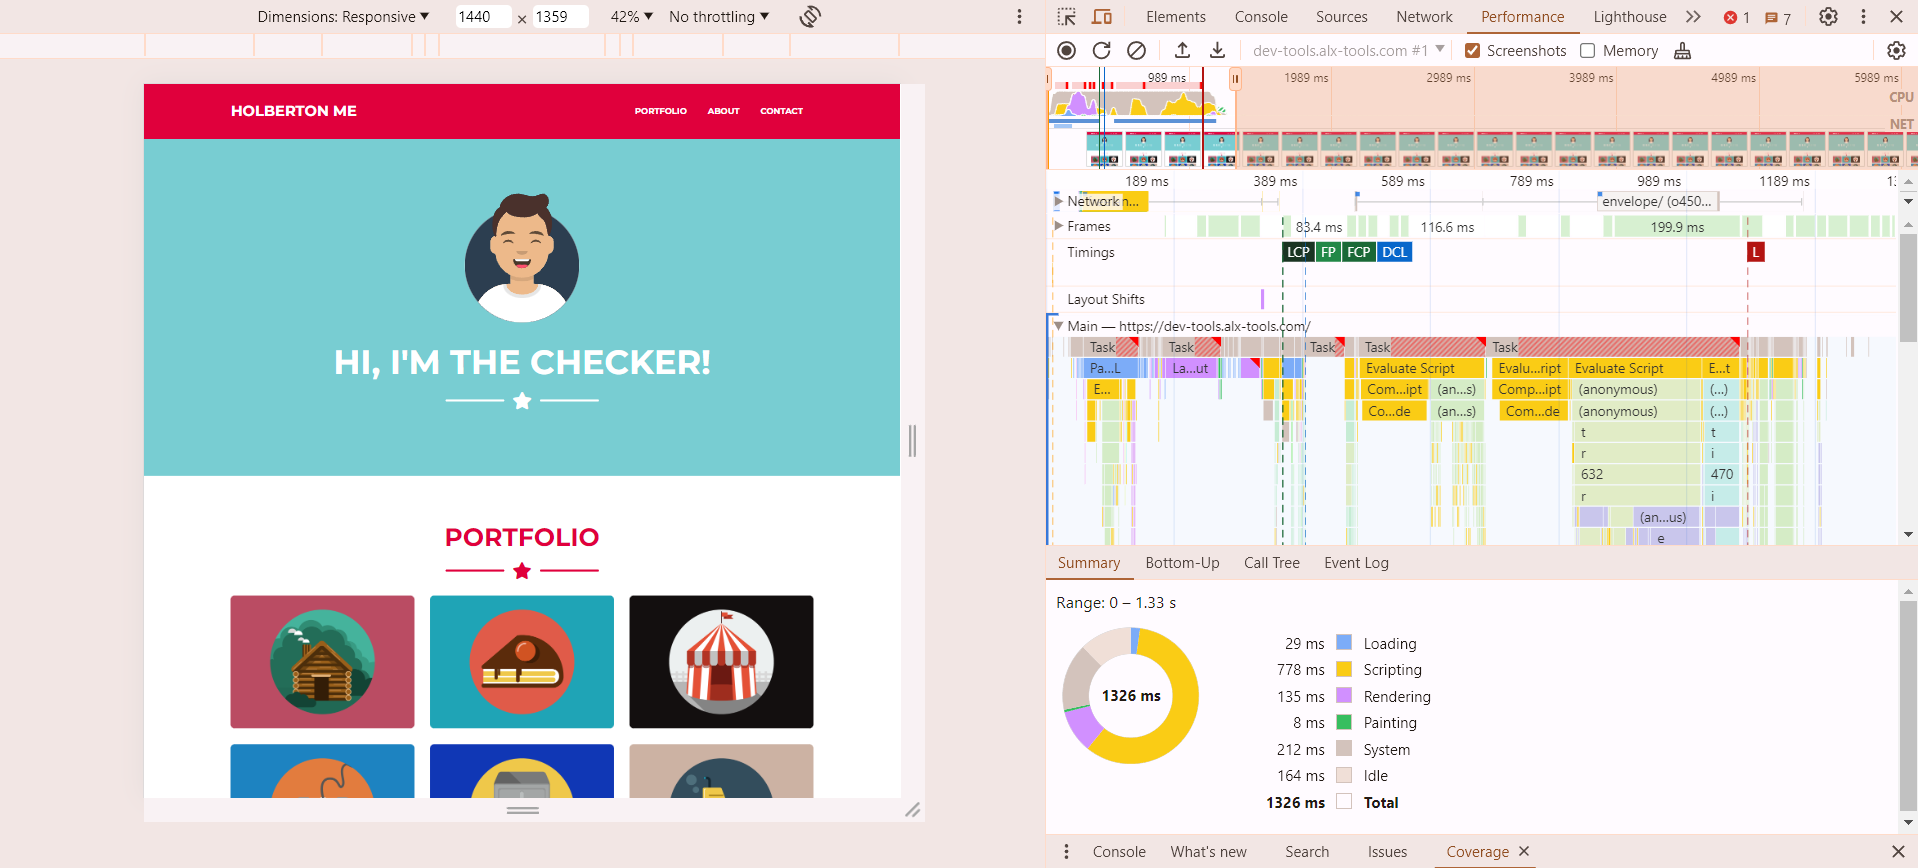 Dimensions: Responsive 1440 × 1359 42% No throttling
HOLBERTON ME
PORTFOLIO ABOUT CONTACT
HI, I'M THE CHECKER!
PORTFOLIO
Elements Console Sources Network Performance Lighthouse 1 7
dev-tools.alx-tools.com #1 Screenshots Memory
989 ms 1989 ms 2989 ms 3989 ms 4989 ms 5989 ms
CPU
NET
189 ms 389 ms 589 ms 789 ms 989 ms 1189 ms
Network n... envelope/ (o450...
Frames 83.4 ms 116.6 ms 199.9 ms
Timings LCP FP FCP DCL L
Layout Shifts
Main — https://dev-tools.alx-tools.com/
Task Task Task Task Task
Pa...L La...ut Evaluate Script Evalu...ript Evaluate Script E...t
E... Com...ipt (an...s) Comp...ipt (anonymous) (...)
Co...de (an...s) Com...de (anonymous) (...)
t t
r i
632 470
r i
(an...us)
e
Summary Bottom-Up Call Tree Event Log
Range: 0 – 1.33 s
1326 ms
29 ms Loading
778 ms Scripting
135 ms Rendering
8 ms Painting
212 ms System
164 ms Idle
1326 ms Total
Console What's new Search Issues Coverage